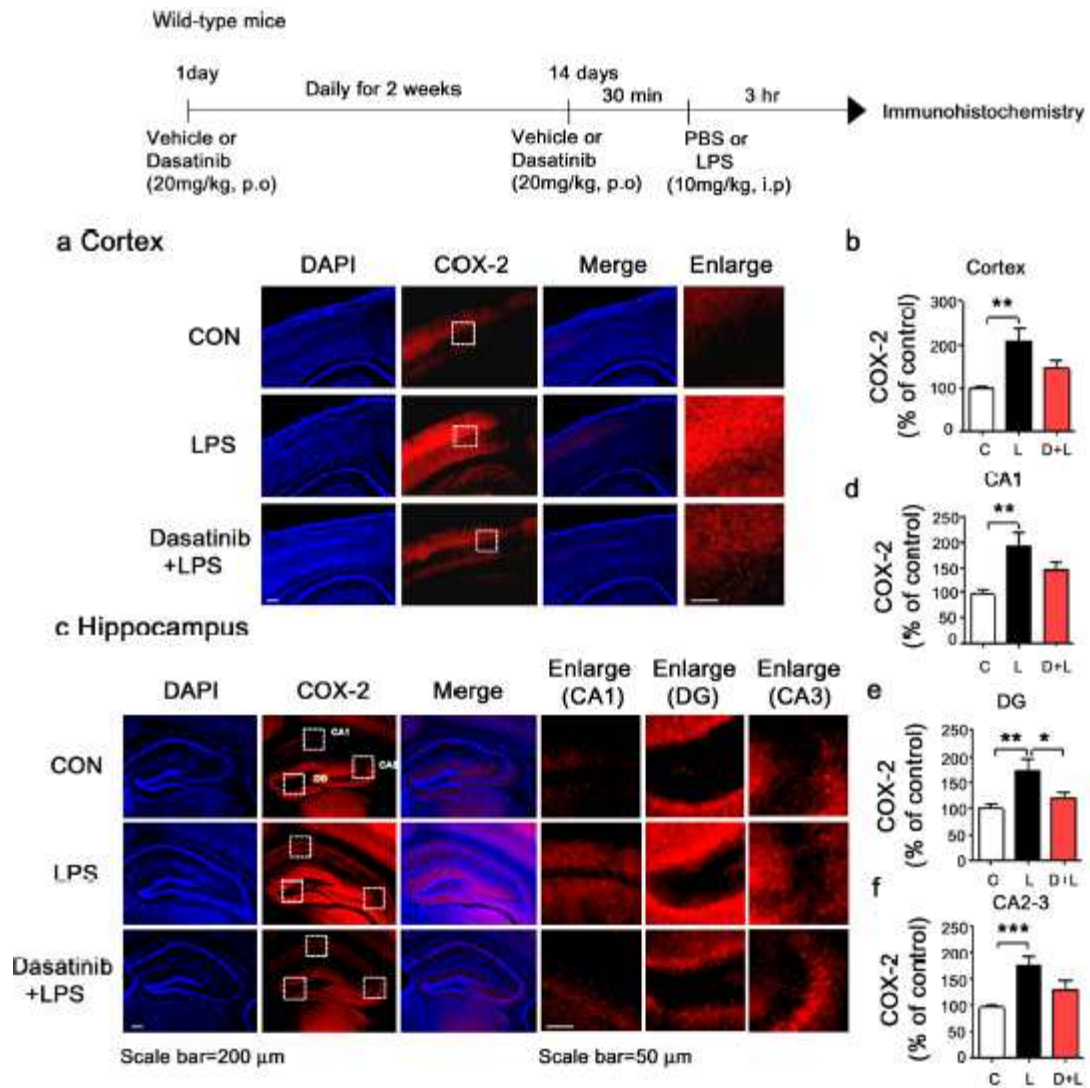 Wild-type mice
1day
Daily for 2 weeks
14 days
30 min
3 hr
Immunohistochemistry
Vehicle or
Dasatinib
(20mg/kg, p.o)
Vehicle or
Dasatinib
(20mg/kg, p.o)
PBS or
LPS
(10mg/kg, i.p)
a Cortex
DAPI COX-2 Merge Enlarge
CON
LPS
Dasatinib
+LPS
b
Cortex
COX-2
(% of control)
300
200
100
0
**
C L D+L
d
CA1
COX-2
(% of control)
250
200
150
100
50
0
**
C L D+L
c Hippocampus
DAPI COX-2 Merge Enlarge
(CA1) Enlarge
(DG) Enlarge
(CA3)
CON
CA1
DG
LPS
Dasatinib
+LPS
Scale bar=200 μm
Scale bar=50 μm
e
DG
COX-2
(% of control)
250
200
150
100
50
0
** *
C L D+L
f
CA2-3
COX-2
(% of control)
250
200
150
100
50
0
***
C L D+L